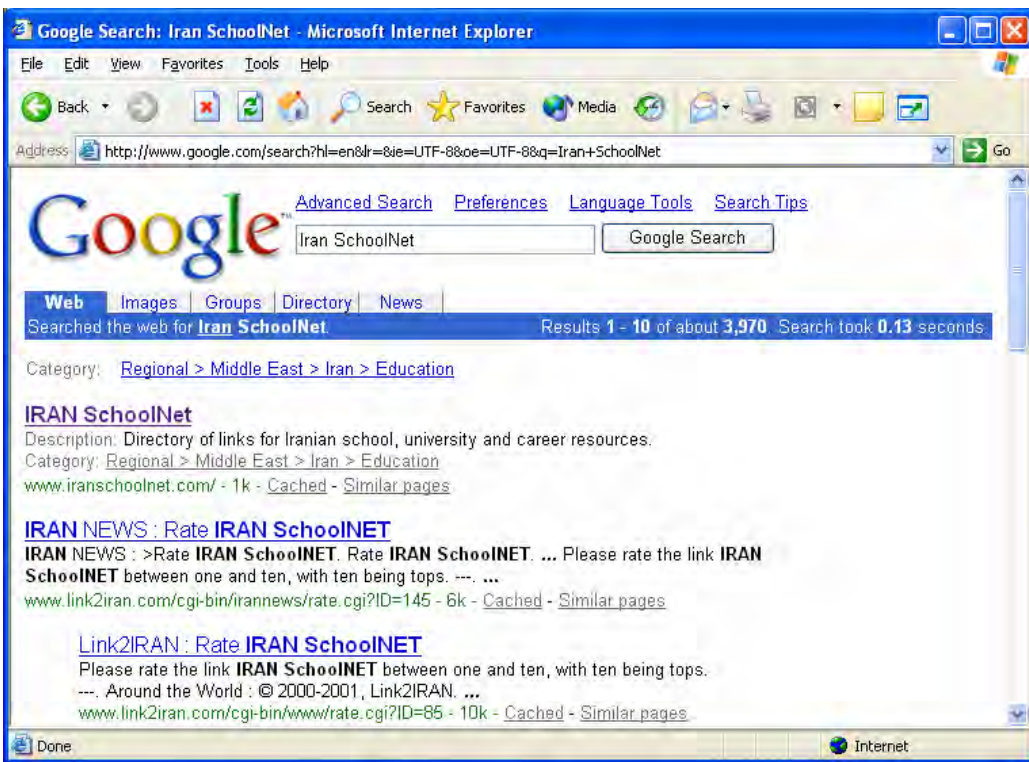 Google Search: Iran SchoolNet - Microsoft Internet Explorer
File Edit View Favorites Tools Help
Back Search Favorites Media
Address http://www.google.com/search?hl=en&lr=&ie=UTF-8&oe=UTF-8&q=Iran+SchoolNet Go
Advanced Search Preferences Language Tools Search Tips
Google™ Iran SchoolNet Google Search
Web Images Groups Directory News
Searched the web for Iran SchoolNet. Results 1 - 10 of about 3,970. Search took 0.13 seconds.
Category: Regional > Middle East > Iran > Education
IRAN SchoolNet
Description: Directory of links for Iranian school, university and career resources.
Category: Regional > Middle East > Iran > Education
www.iranschoolnet.com/ - 1k - Cached - Similar pages
IRAN NEWS : Rate IRAN SchoolNET
IRAN NEWS : >Rate IRAN SchoolNET. Rate IRAN SchoolNET. ... Please rate the link IRAN
SchoolNET between one and ten, with ten being tops. ---. ...
www.link2iran.com/cgi-bin/irannews/rate.cgi?ID=145 - 6k - Cached - Similar pages
Link2IRAN : Rate IRAN SchoolNET
Please rate the link IRAN SchoolNET between one and ten, with ten being tops.
---. Around the World : © 2000-2001, Link2IRAN. ...
www.link2iran.com/cgi-bin/www/rate.cgi?ID=85 - 10k - Cached - Similar pages
Done Internet